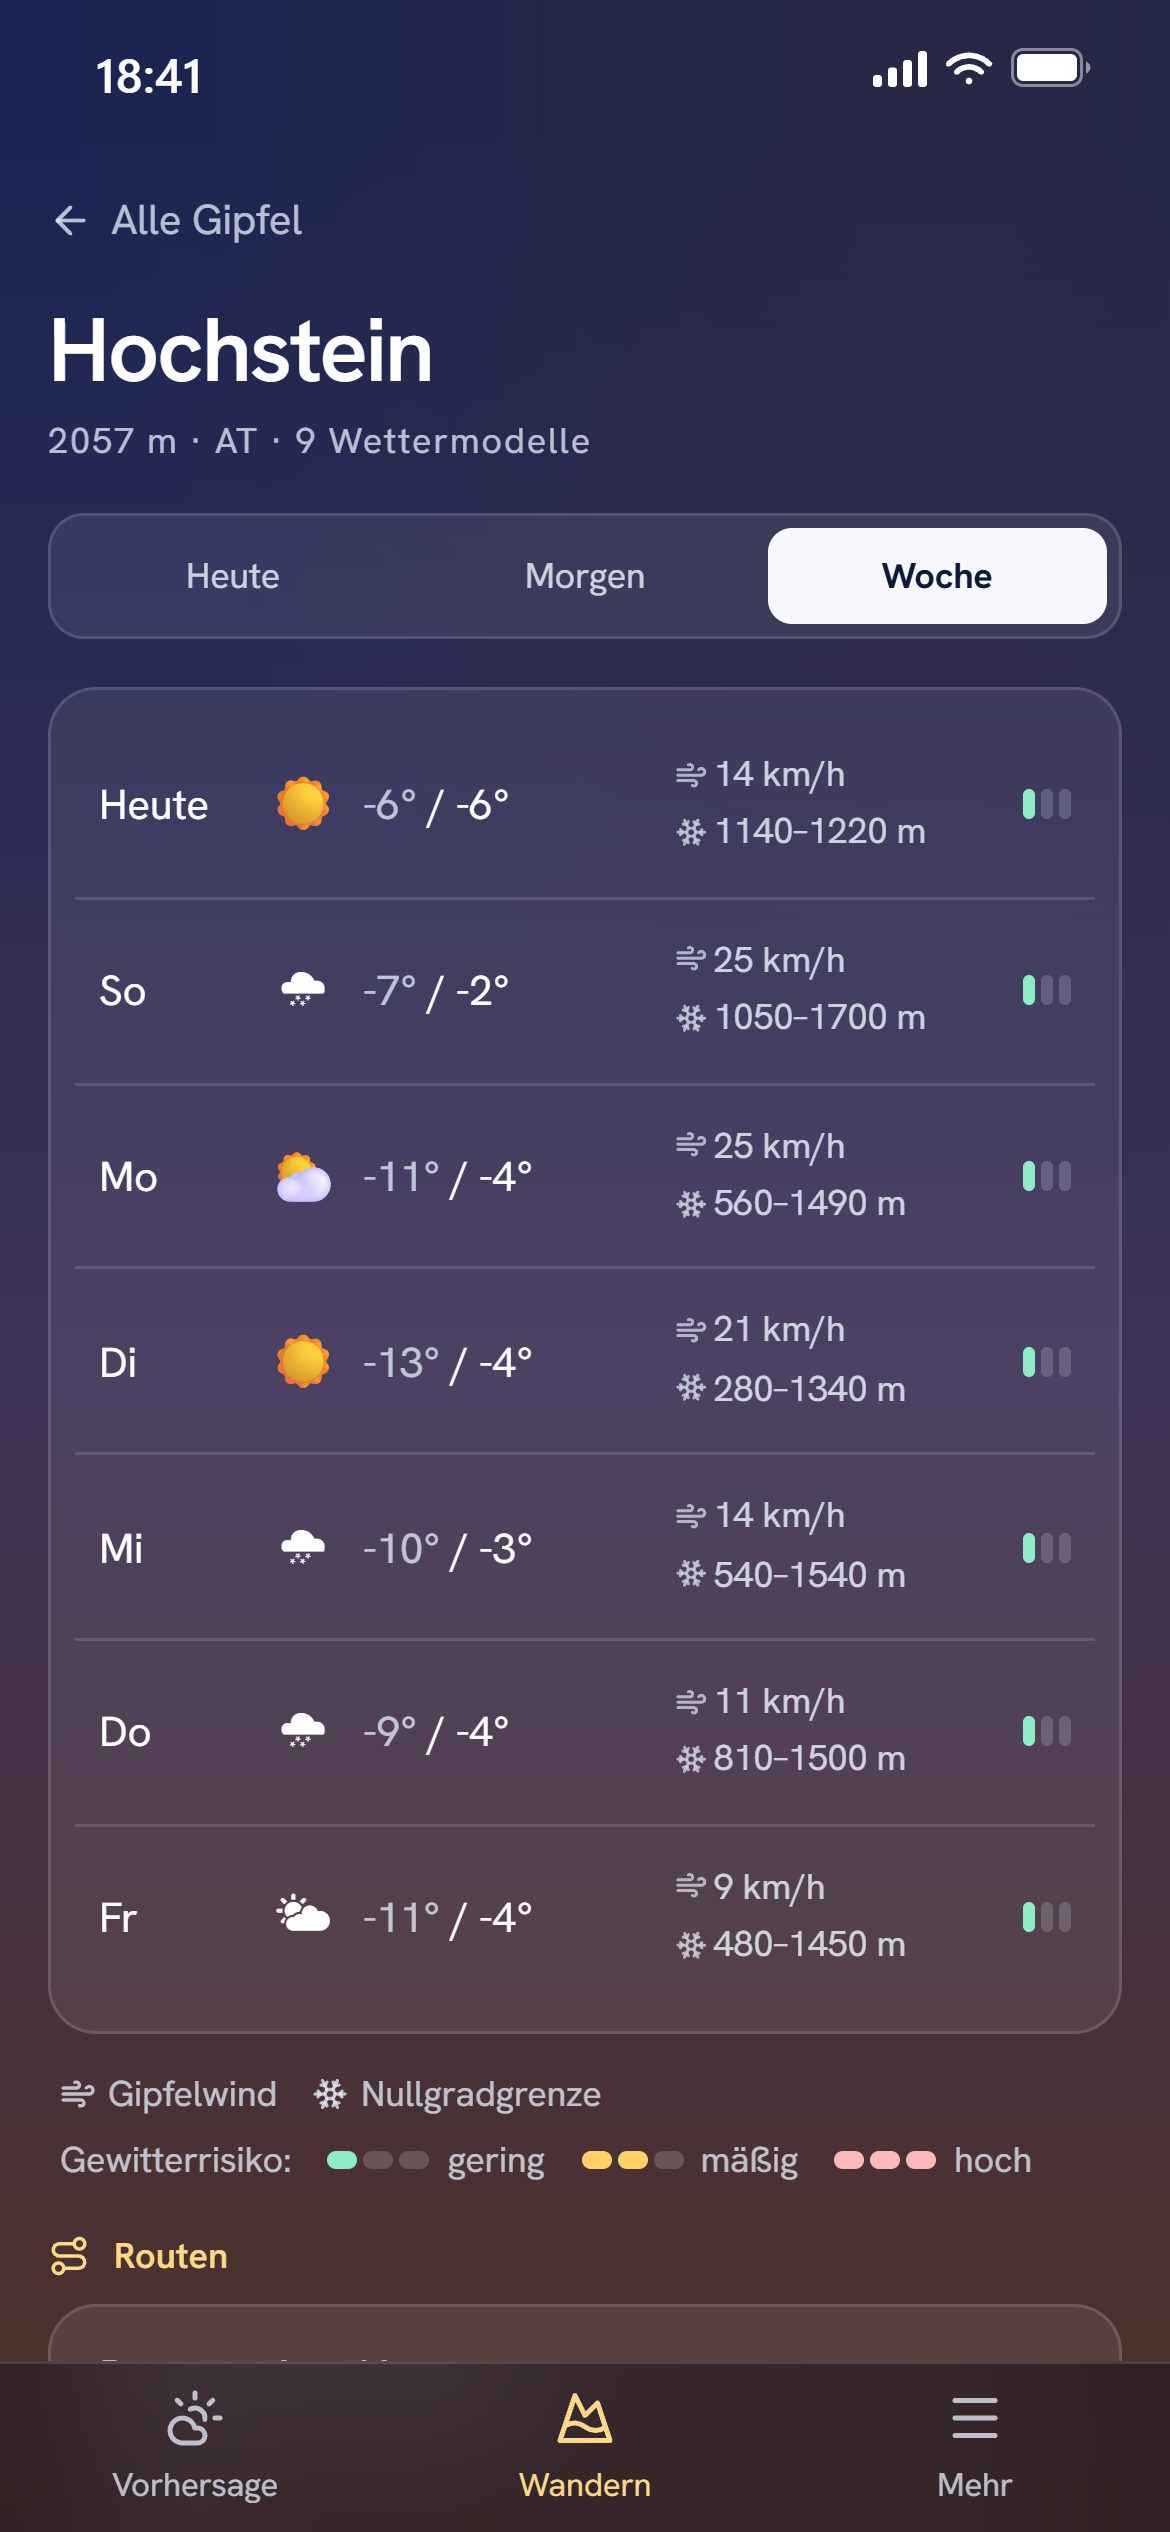 18:41
Alle Gipfel
Hochstein
2057 m · AT · 9 Wettermodelle
Heute Morgen Woche
Heute -6° / -6° 14 km/h
1140–1220 m
So -7° / -2° 25 km/h
1050–1700 m
Mo -11° / -4° 25 km/h
560–1490 m
Di -13° / -4° 21 km/h
280–1340 m
Mi -10° / -3° 14 km/h
540–1540 m
Do -9° / -4° 11 km/h
810–1500 m
Fr -11° / -4° 9 km/h
480–1450 m
Gipfelwind Nullgradgrenze
Gewitterrisiko: gering mäßig hoch
Routen
Vorhersage Wandern Mehr